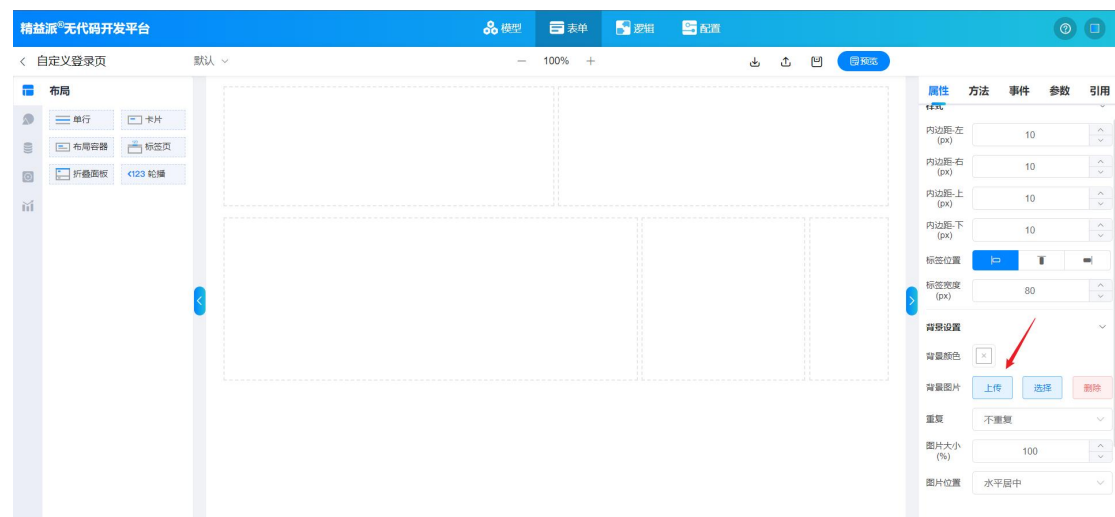 精益派®无代码开发平台 模型 表单 逻辑 配置
自定义登录页 默认 − 100% + 预览
布局
单行 卡片
布局容器 标签页
折叠面板 <123 轮播
属性 方法 事件 参数 引用
样式
内边距-左
(px) 10
内边距-右
(px) 10
内边距-上
(px) 10
内边距-下
(px) 10
标签位置
标签宽度
(px) 80
背景设置
背景颜色
背景图片 上传 选择 删除
重复 不重复
图片大小
(%) 100
图片位置 水平居中